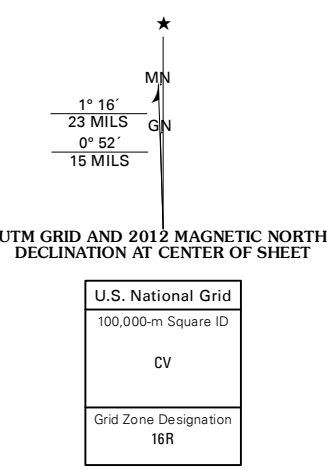 ★
MN
1° 16´
23 MILS
GN
0° 52´
15 MILS
UTM GRID AND 2012 MAGNETIC NORTH
DECLINATION AT CENTER OF SHEET
U.S. National Grid
100,000-m Square ID
CV
Grid Zone Designation
16R